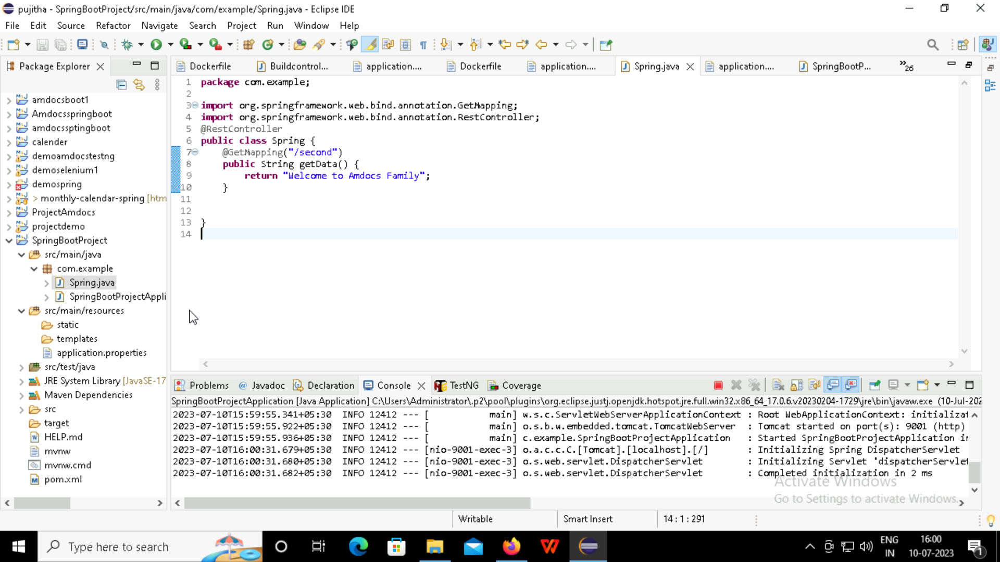 pujitha - SpringBootProject/src/main/java/com/example/Spring.java - Eclipse IDE
File Edit Source Refactor Navigate Search Project Run Window Help
Package Explorer
Dockerfile Buildcontrol... application.... Dockerfile application.... Spring.java application.... SpringBootP... »26
amdocsboot1
Amdocsspringboot
amdocssptingboot
calender
demoamdocstestng
demoselenium1
demospring
> monthly-calendar-spring [htm
ProjectAmdocs
projectdemo
SpringBootProject
src/main/java
com.example
Spring.java
SpringBootProjectAppli
src/main/resources
static
templates
application.properties
src/test/java
JRE System Library [JavaSE-17
Maven Dependencies
src
target
HELP.md
mvnw
mvnw.cmd
pom.xml
1 package com.example;
2
3 import org.springframework.web.bind.annotation.GetMapping;
4 import org.springframework.web.bind.annotation.RestController;
5 @RestController
6 public class Spring {
7 @GetMapping("/second")
8 public String getData() {
9 return "Welcome to Amdocs Family";
10 }
11
12
13 }
14
Problems @ Javadoc Declaration Console TestNG Coverage
SpringBootProjectApplication [Java Application] C:\Users\Administrator\.p2\pool\plugins\org.eclipse.justj.openjdk.hotspot.jre.full.win32.x86_64_17.0.6.v20230204-1729\jre\bin\javaw.exe (10-Jul-202
2023-07-10T15:59:55.341+05:30 INFO 12412 --- [ main] w.s.c.ServletWebServerApplicationContext : Root WebApplicationContext: initializat
2023-07-10T15:59:55.922+05:30 INFO 12412 --- [ main] o.s.b.w.embedded.tomcat.TomcatWebServer : Tomcat started on port(s): 9001 (http)
2023-07-10T15:59:55.936+05:30 INFO 12412 --- [ main] c.example.SpringBootProjectApplication : Started SpringBootProjectApplication in
2023-07-10T16:00:31.679+05:30 INFO 12412 --- [nio-9001-exec-3] o.a.c.c.C.[Tomcat].[localhost].[/] : Initializing Spring DispatcherServlet
2023-07-10T16:00:31.680+05:30 INFO 12412 --- [nio-9001-exec-3] o.s.web.servlet.DispatcherServlet : Initializing Servlet 'dispatcherServlet
2023-07-10T16:00:31.682+05:30 INFO 12412 --- [nio-9001-exec-3] o.s.web.servlet.DispatcherServlet : Completed initialization in 2 ms
Activate Windows
Go to Settings to activate Windows.
Writable Smart Insert 14 : 1 : 291
Type here to search
ENG
IN
16:00
10-07-2023
1